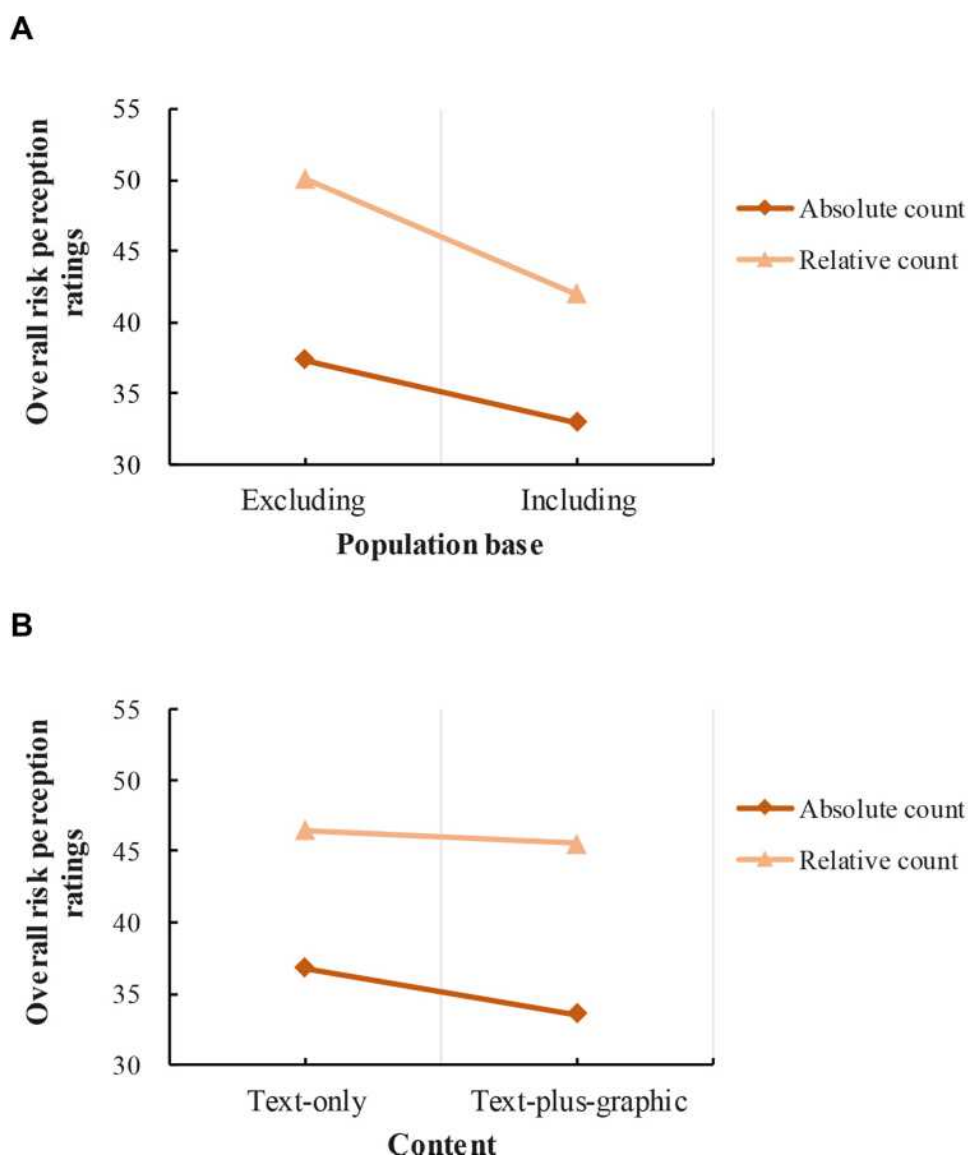 A
55
50
45
40
35
30
Overall risk perception
ratings
Absolute count
Relative count
Excluding
Including
Population base
B
55
50
45
40
35
30
Overall risk perception
ratings
Absolute count
Relative count
Text-only
Text-plus-graphic
Content